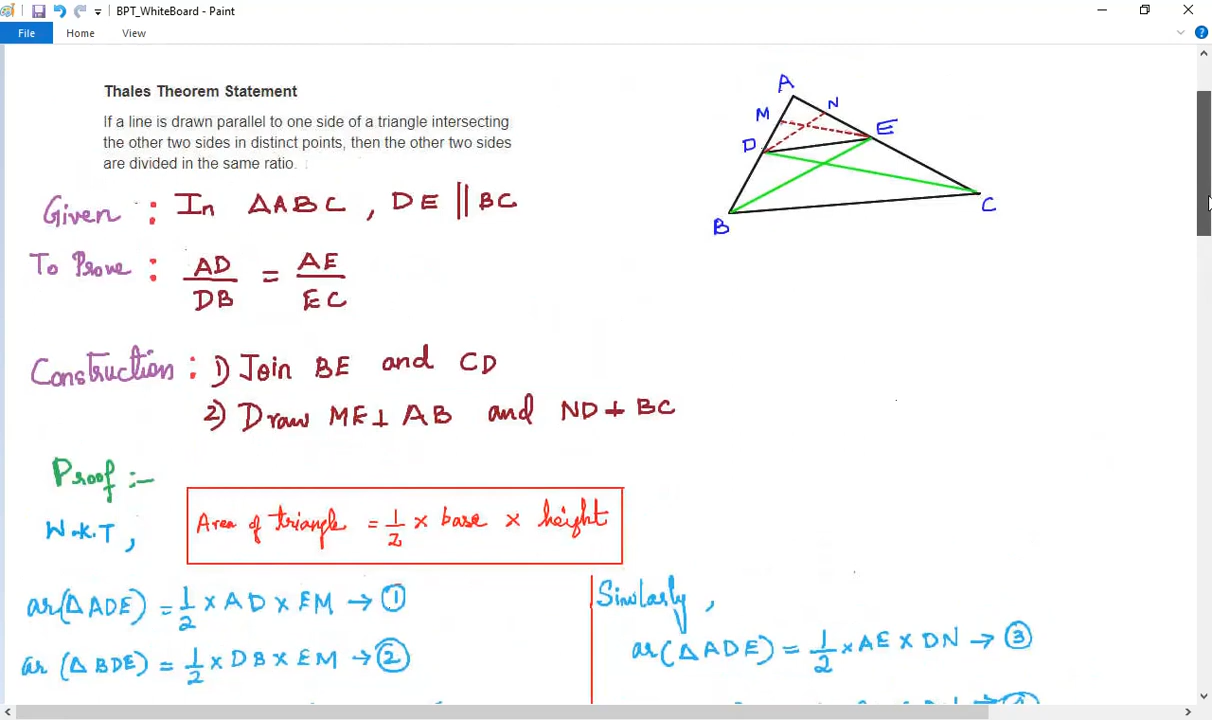 BPT_WhiteBoard - Paint
File Home View
Thales Theorem Statement
If a line is drawn parallel to one side of a triangle intersecting
the other two sides in distinct points, then the other two sides
are divided in the same ratio.
A
M N
D E
B C
Given : In ΔABC , DE || BC
To Prove : AD/DB = AE/EC
Construction : 1) Join BE and CD
2) Draw ME ⊥ AB and ND ⊥ BC
Proof :-
W.K.T,
Area of triangle = 1/2 × base × height
ar(ΔADE) = 1/2 × AD × EM → ①
ar (ΔBDE) = 1/2 × DB × EM → ②
Simlarly ,
ar(ΔADE) = 1/2 × AE × DN → ③